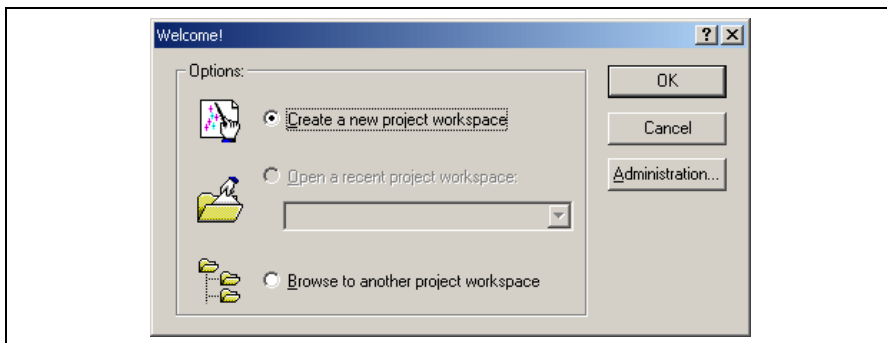 Welcome!
?
Options:
Create a new project workspace
Open a recent project workspace:
Browse to another project workspace
OK
Cancel
Administration...